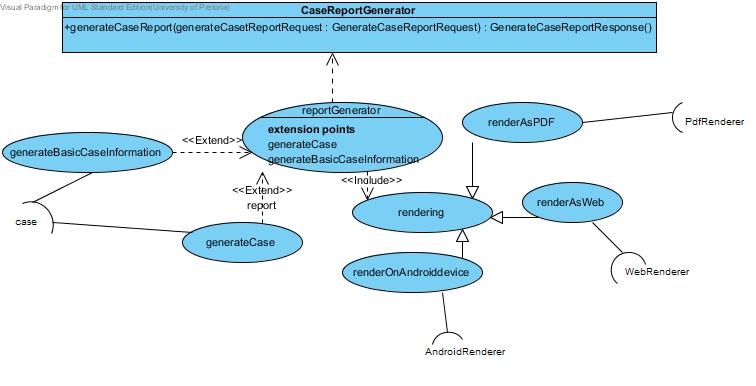 Visual Paradigm for UML Standard Edition(University of Pretoria)
CaseReportGenerator
+generateCaseReport(generateCasetReportRequest : GenerateCaseReportRequest) : GenerateCaseReportResponse()
reportGenerator
extension points
generateCase
generateBasicCaseInformation
renderAsPDF
PdfRenderer
<<Extend>>
generateBasicCaseInformation
<<Include>>
<<Extend>>
report
rendering
renderAsWeb
case
generateCase
renderOnAndroiddevice
WebRenderer
AndroidRenderer